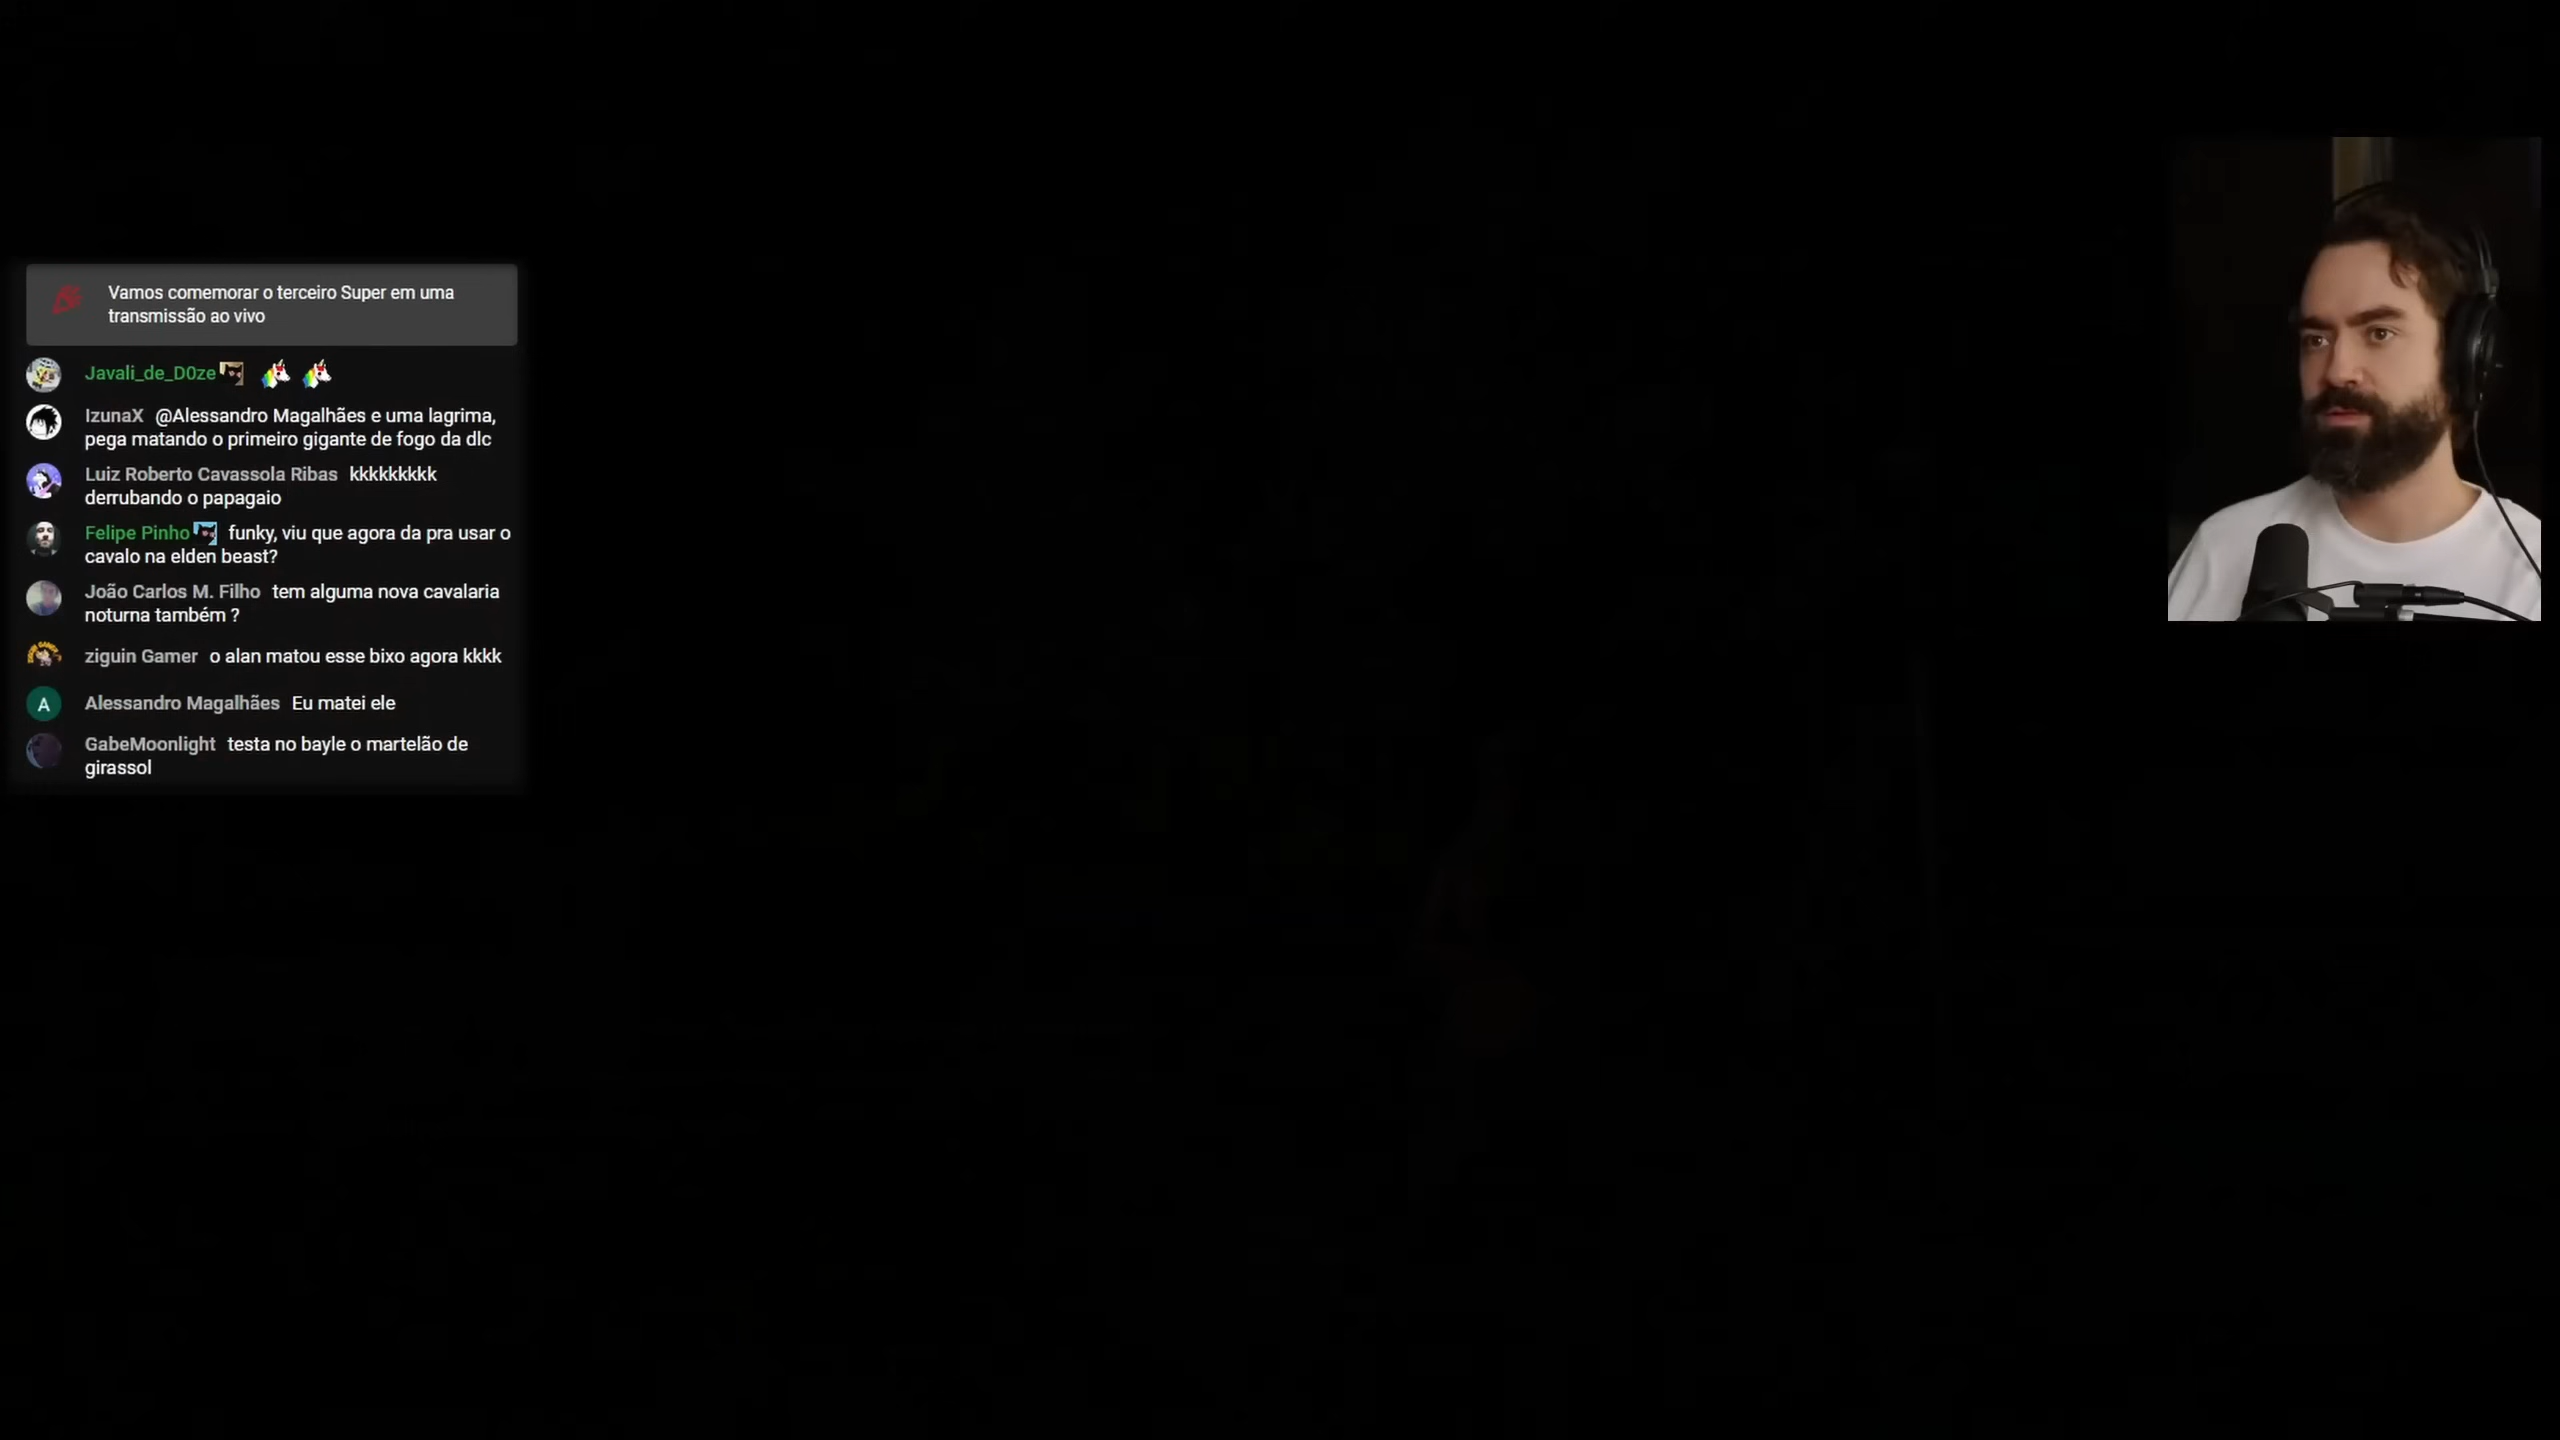 Vamos comemorar o terceiro Super em uma
transmissão ao vivo
Javali_de_D0ze
IzunaX @Alessandro Magalhães e uma lagrima,
pega matando o primeiro gigante de fogo da dlc
Luiz Roberto Cavassola Ribas kkkkkkkkk
derrubando o papagaio
Felipe Pinho funky, viu que agora da pra usar o
cavalo na elden beast?
João Carlos M. Filho tem alguma nova cavalaria
noturna também ?
ziguin Gamer o alan matou esse bixo agora kkkk
A
Alessandro Magalhães Eu matei ele
GabeMoonlight testa no bayle o martelão de
girassol